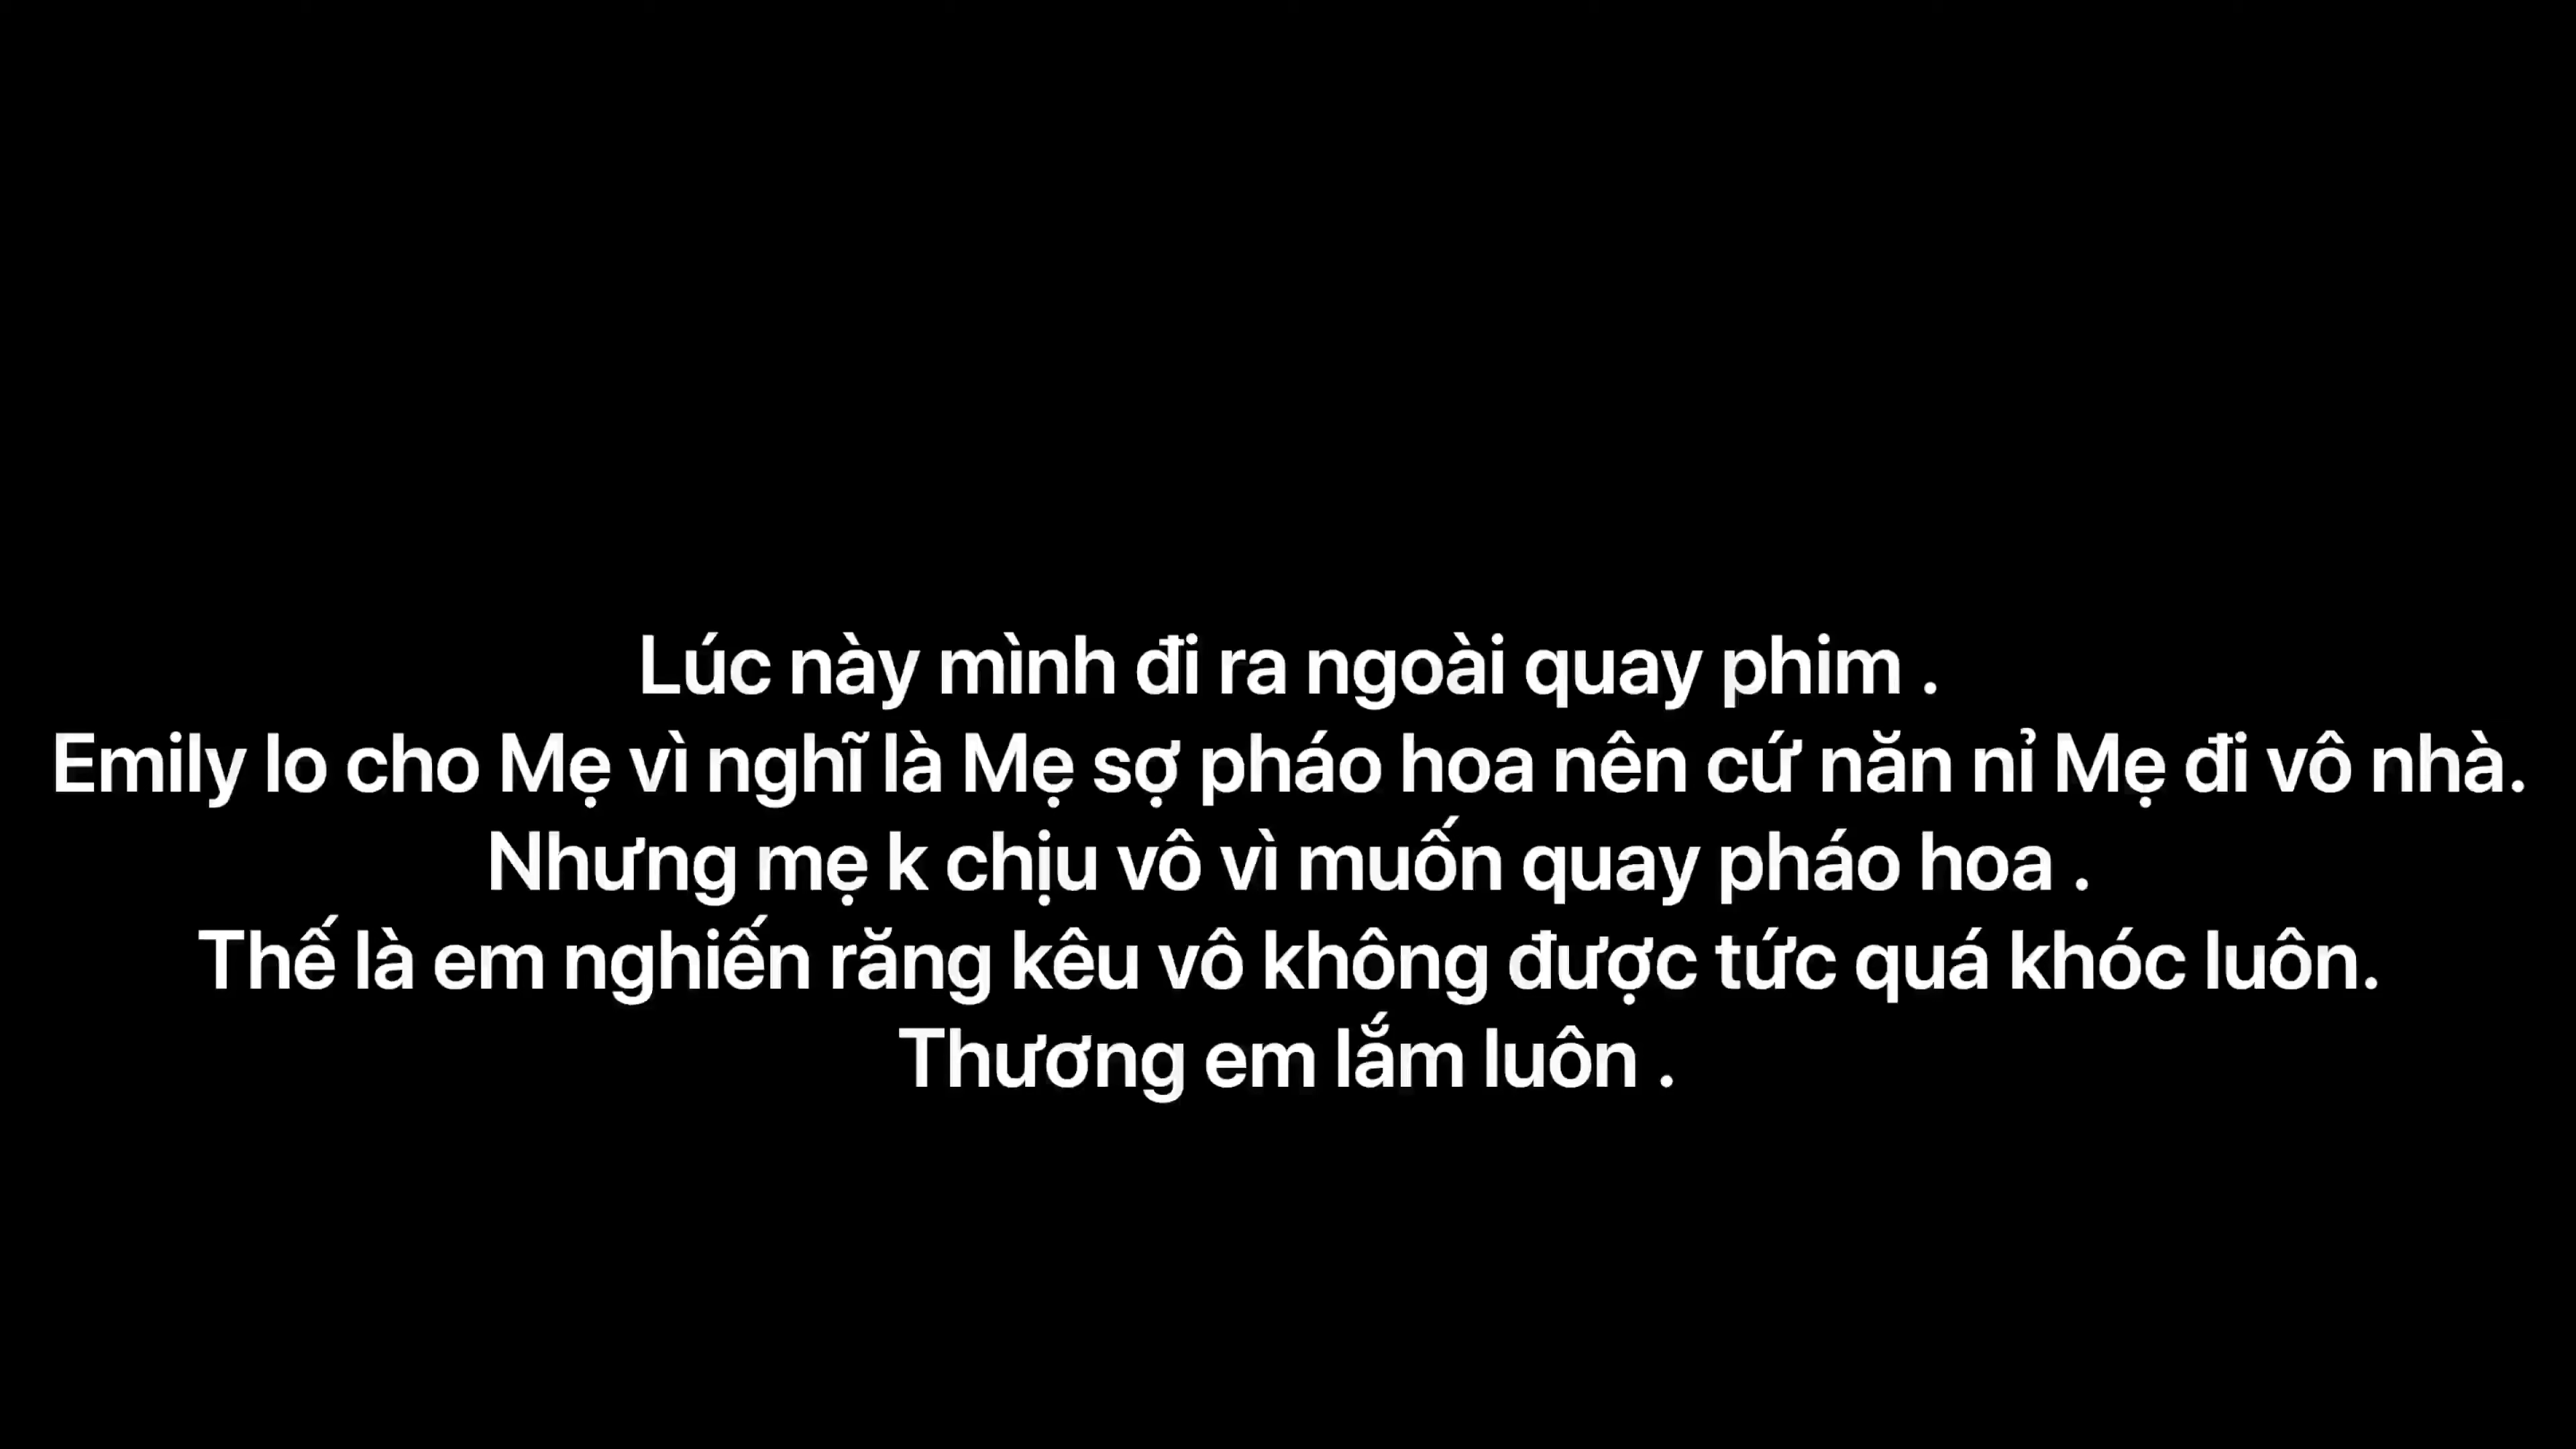 Lúc này mình đi ra ngoài quay phim .
Emily lo cho Mẹ vì nghĩ là Mẹ sợ pháo hoa nên cứ năn nỉ Mẹ đi vô nhà.
Nhưng mẹ k chịu vô vì muốn quay pháo hoa .
Thế là em nghiến răng kêu vô không được tức quá khóc luôn.
Thương em lắm luôn .